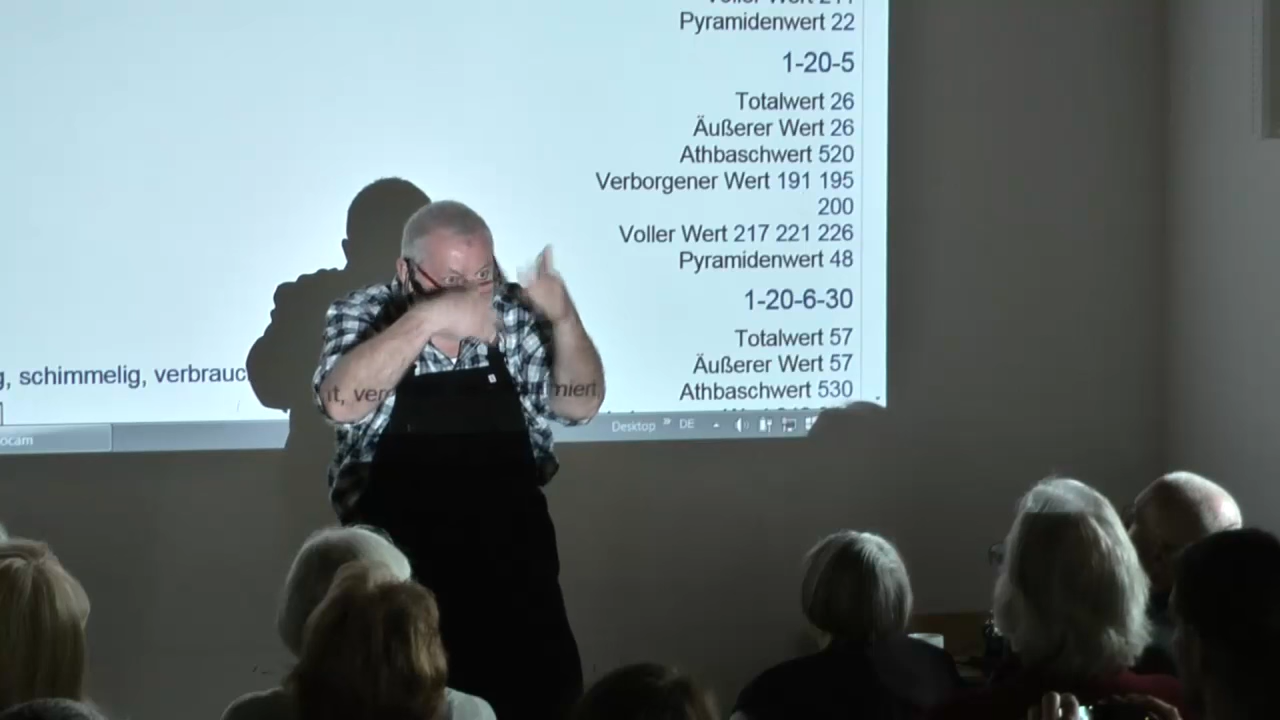 Pyramidenwert 22
1-20-5
Totalwert 26
Äußerer Wert 26
Athbaschwert 520
Verborgener Wert 191 195
200
Voller Wert 217 221 226
Pyramidenwert 48
1-20-6-30
Totalwert 57
Äußerer Wert 57
Athbaschwert 530
schimmelig, verbrauc
Desktop » DE
ocam